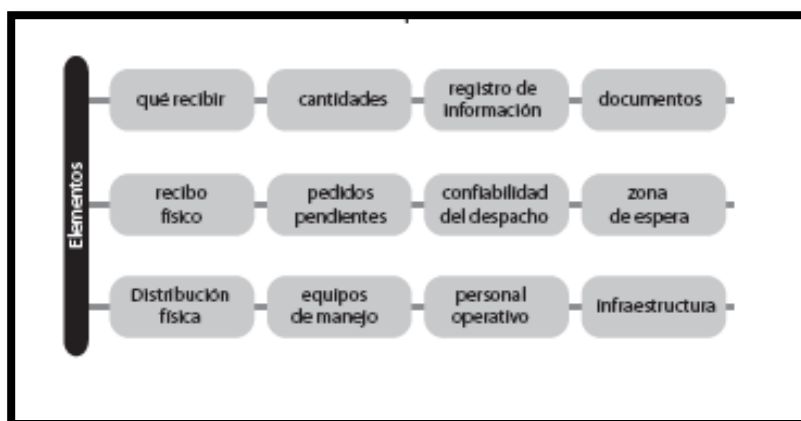 Elementos
qué recibir
cantidades
registro de
información
documentos
recibo
físico
pedidos
pendientes
confiabilidad
del despacho
zona
de espera
Distribución
física
equipos
de manejo
personal
operativo
infraestructura